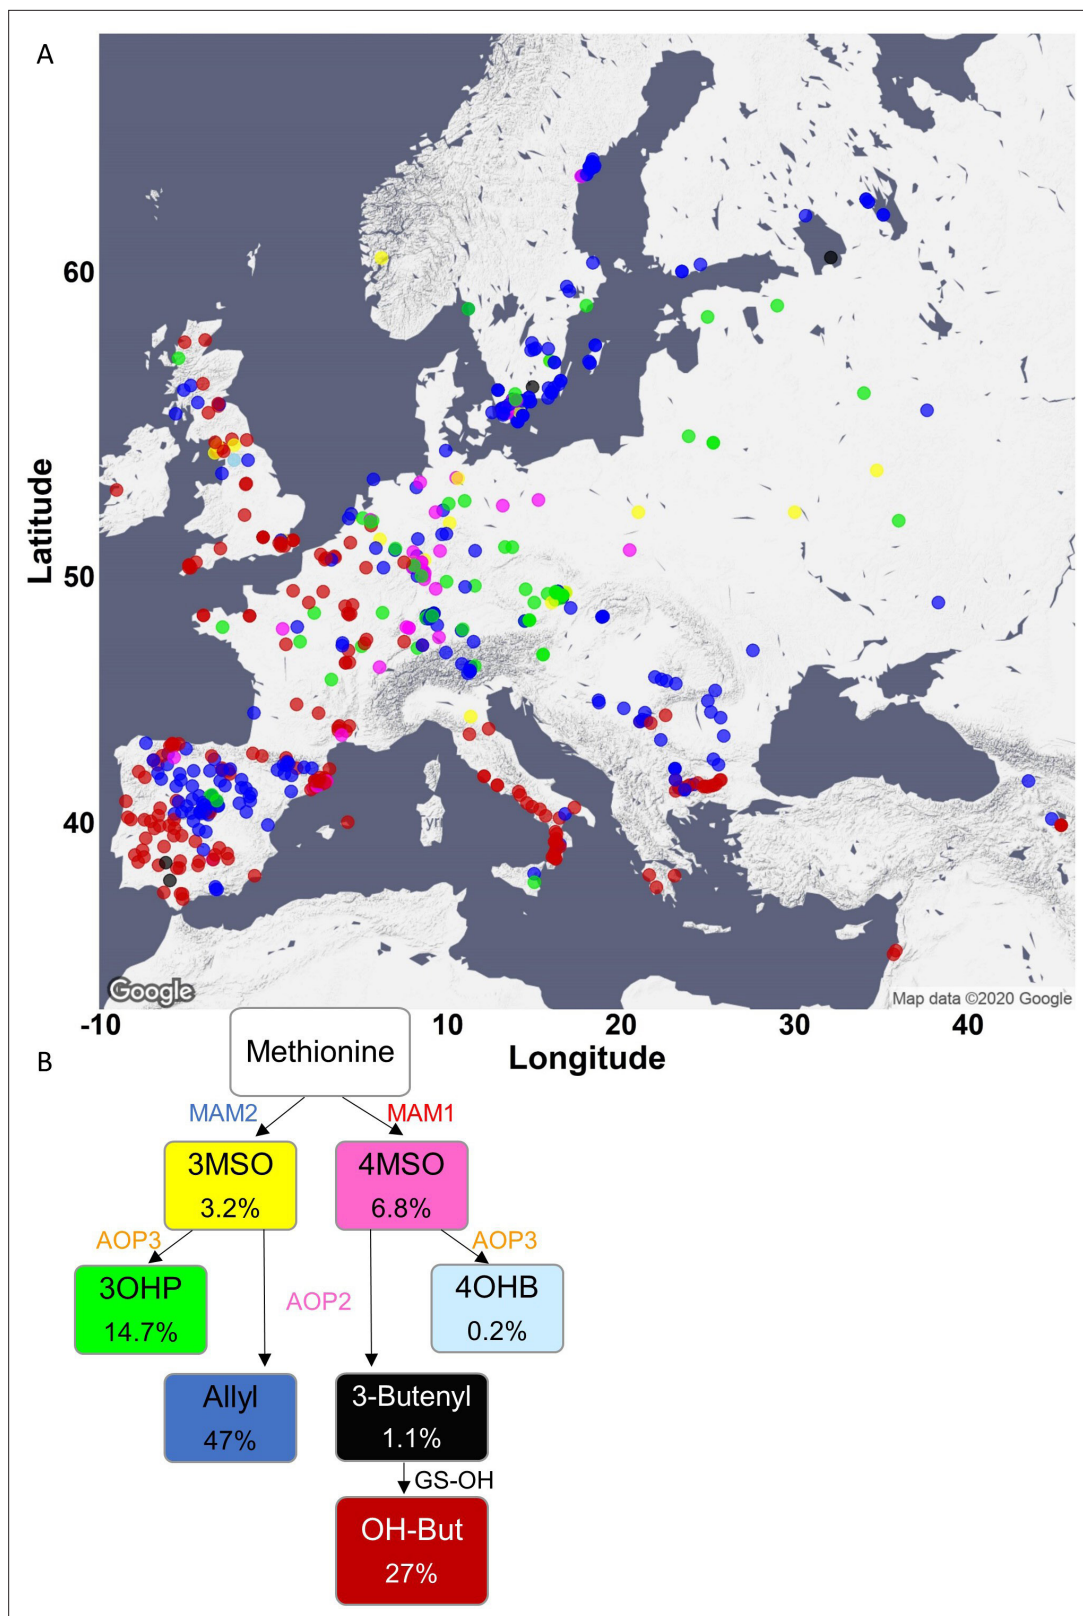 A
60
50
40
Latitude
yr
Google
Map data ©2020 Google
-10
10
20
30
40
Longitude
B
Methionine
MAM2
MAM1
3MSO
3.2%
4MSO
6.8%
AOP3
AOP3
3OHP
14.7%
AOP2
4OHB
0.2%
Allyl
47%
3-Butenyl
1.1%
GS-OH
OH-But
27%